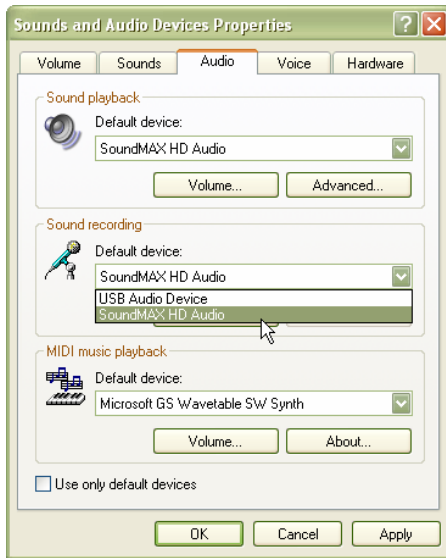 Sounds and Audio Devices Properties
Volume Sounds Audio Voice Hardware
Sound playback
Default device:
SoundMAX HD Audio
Volume... Advanced...
Sound recording
Default device:
SoundMAX HD Audio
USB Audio Device
SoundMAX HD Audio
MIDI music playback
Default device:
Microsoft GS Wavetable SW Synth
Volume... About...
Use only default devices
OK Cancel Apply